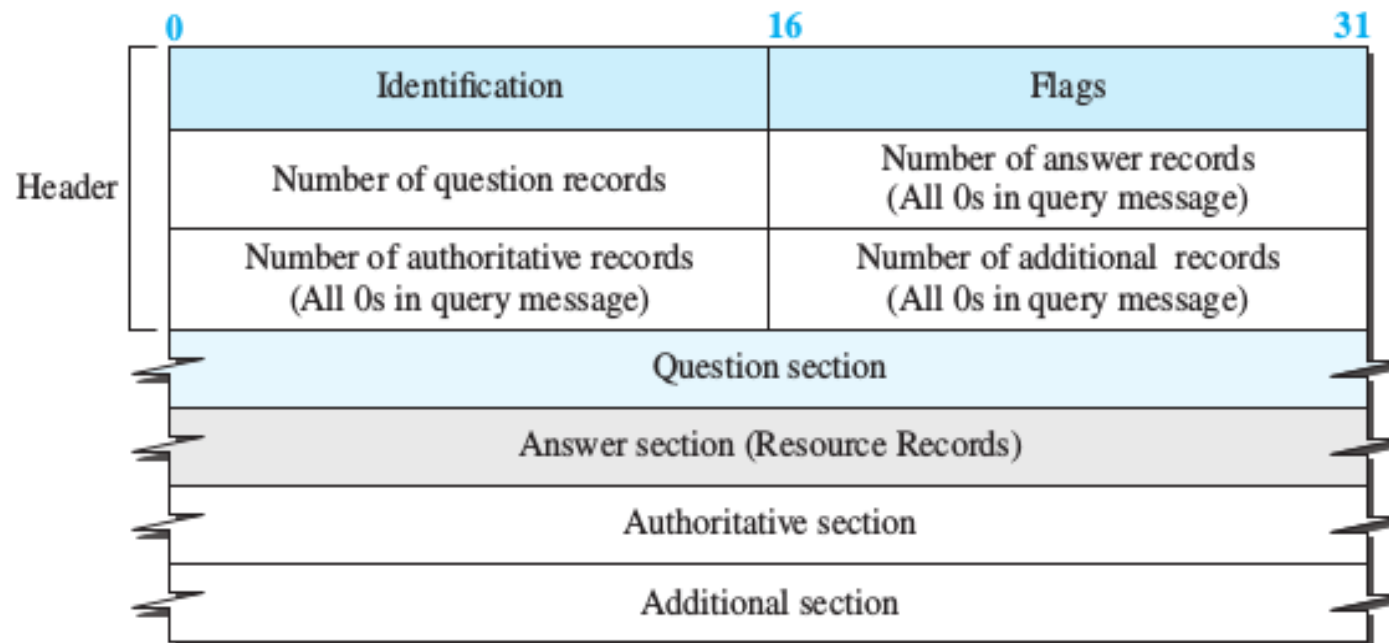 0 16 31
Header
Identification
Flags
Number of question records
Number of answer records
(All 0s in query message)
Number of authoritative records
(All 0s in query message)
Number of additional records
(All 0s in query message)
Question section
Answer section (Resource Records)
Authoritative section
Additional section